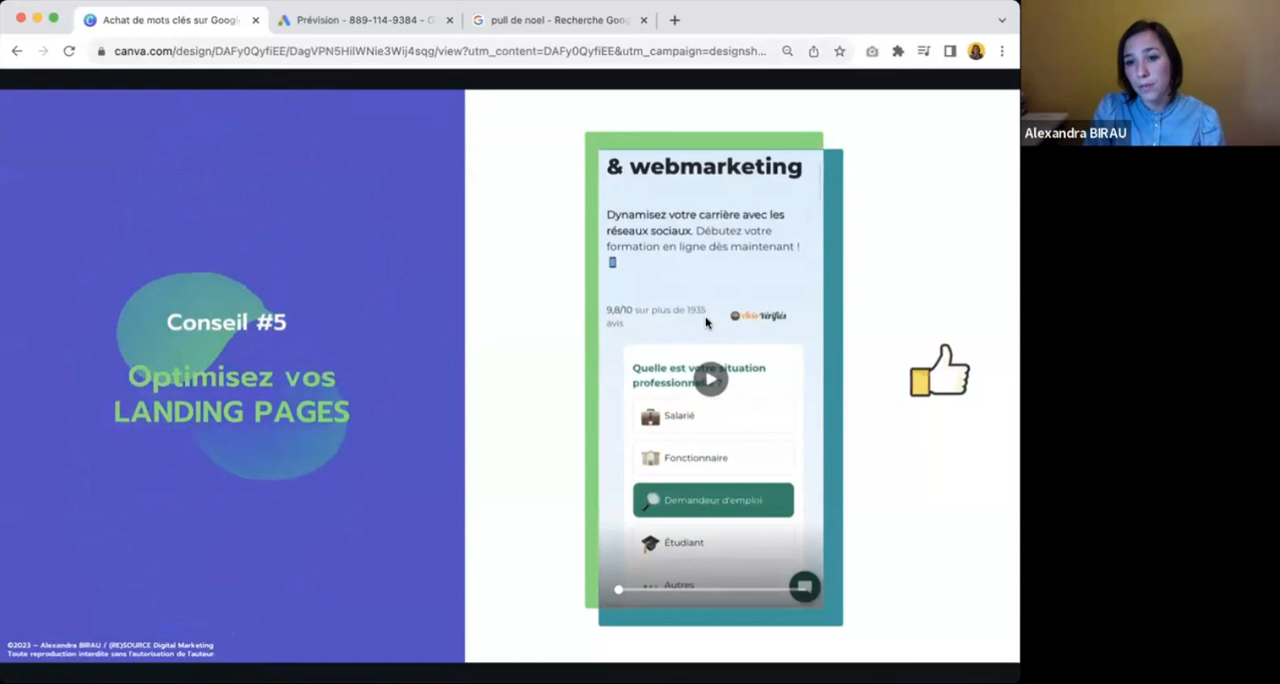 Achat de mots clés sur Googl
Prévision - 889-114-9384 - G
pull de noel - Recherche Goog
canva.com/design/DAFy0QyfiEE/DagVPN5HilWNie3Wij4sqg/view?utm_content=DAFy0QyfiEE&utm_campaign=designsh...
Alexandra BIRAU
Conseil #5
Optimisez vos
LANDING PAGES
©2023 – Alexandra BIRAU / (RE)SOURCE Digital Marketing
Toute reproduction interdite sans l'autorisation de l'auteur
& webmarketing
Dynamisez votre carrière avec les
réseaux sociaux. Débutez votre
formation en ligne dès maintenant !
9,8/10 sur plus de 1935
avis
Avis Vérifiés
Quelle est votre situation
professionnelle ?
Salarié
Fonctionnaire
Demandeur d'emploi
Étudiant
Autres